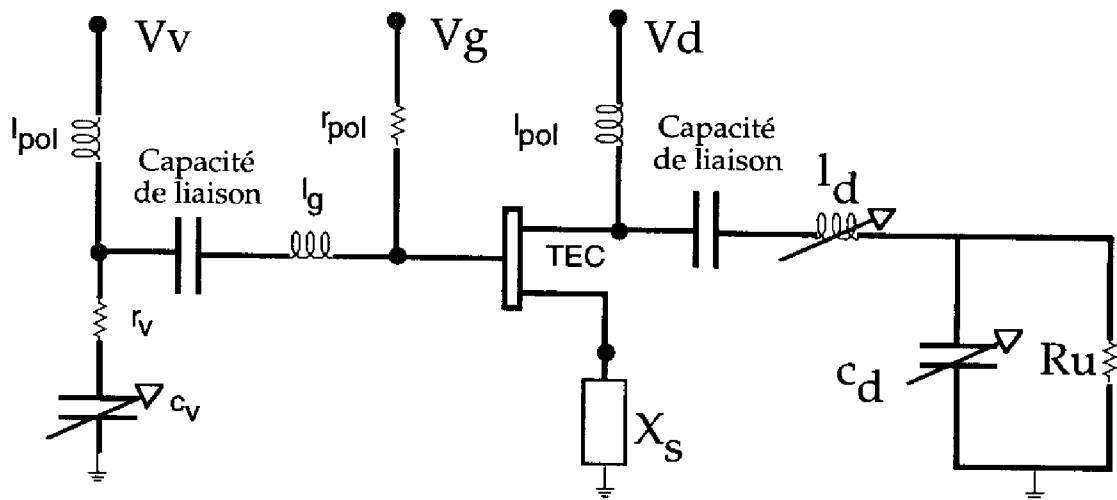 Vv
Vg
Vd
lpol
rpol
lpol
Capacité
de liaison
Capacité
de liaison
lg
ld
TEC
rv
cv
Xs
cd
Ru